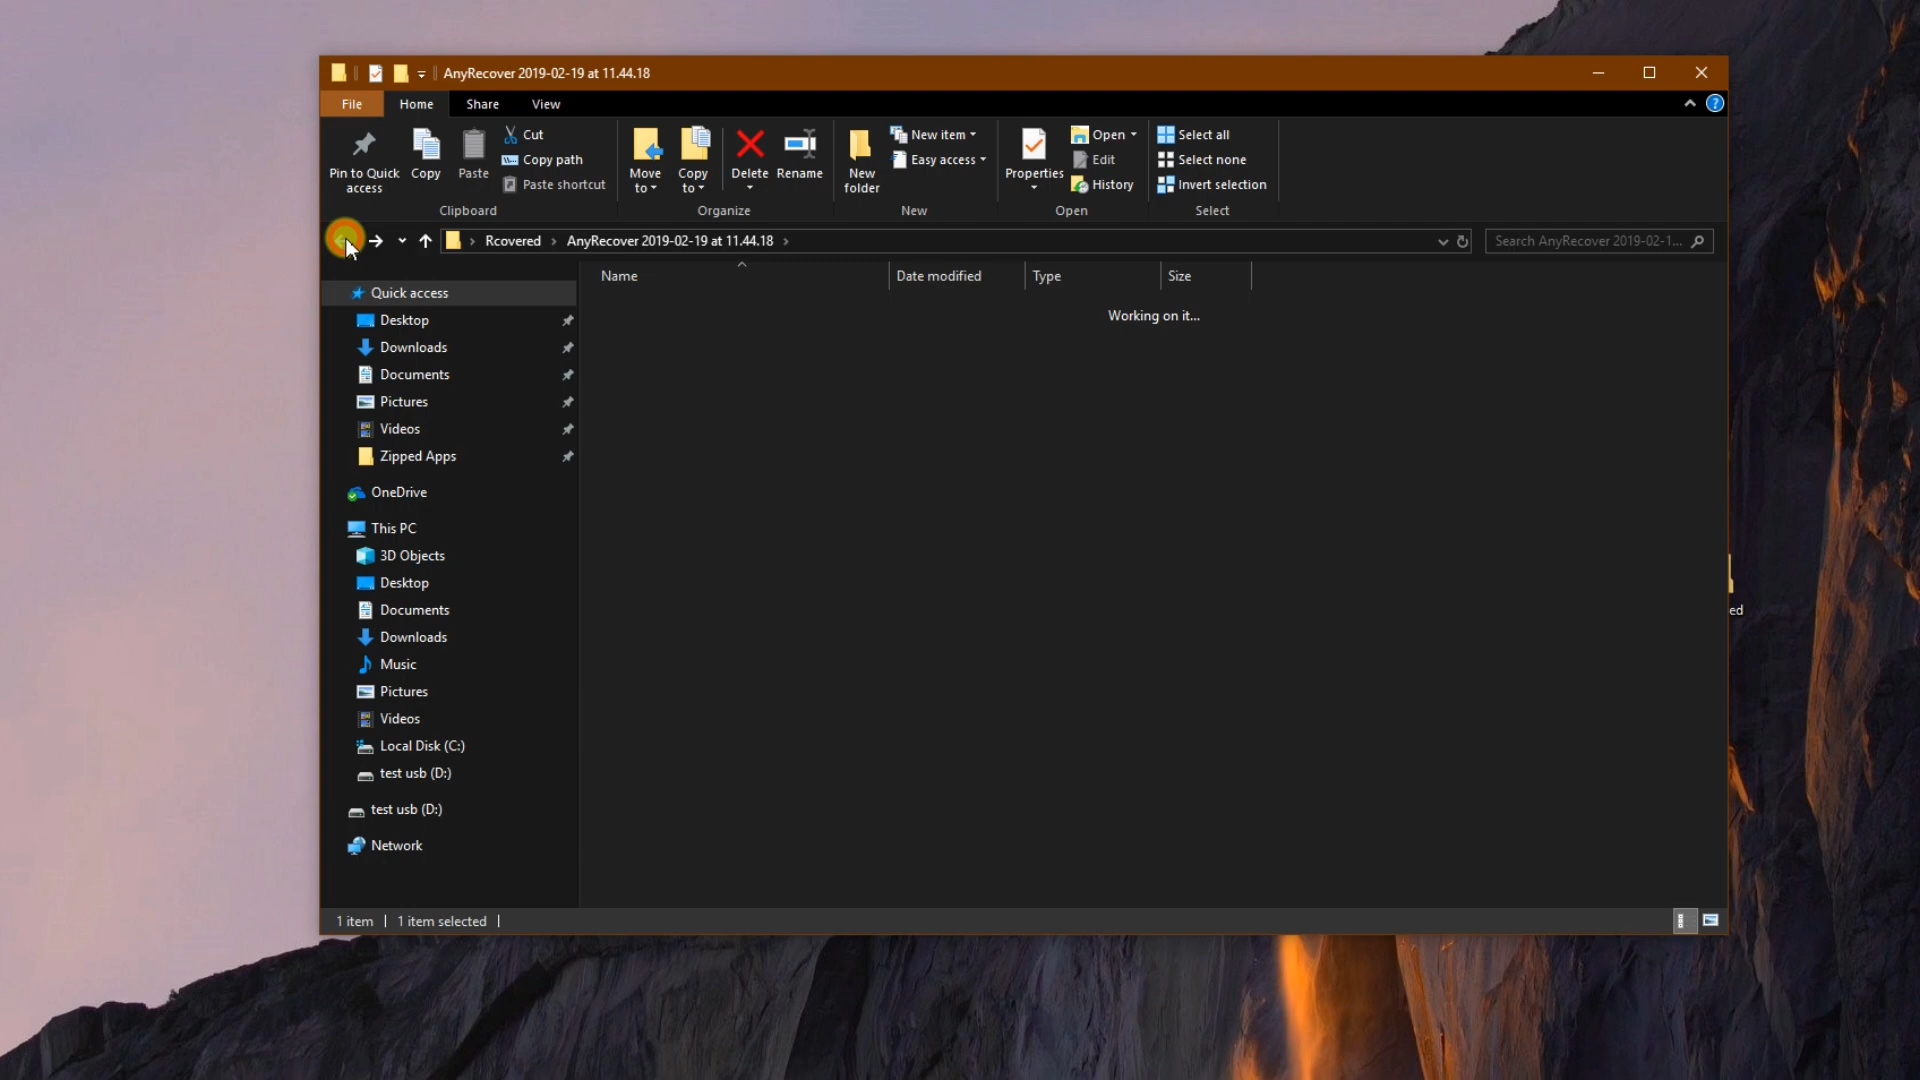 AnyRecover 2019-02-19 at 11.44.18
File Home Share View
Pin to Quick access
Copy
Paste
Cut
Copy path
Paste shortcut
Clipboard
Move to
Copy to
Delete
Rename
Organize
New folder
New item
Easy access
New
Properties
Open
Edit
History
Open
Select all
Select none
Invert selection
Select
Rcovered > AnyRecover 2019-02-19 at 11.44.18 >
Search AnyRecover 2019-02-1...
Name Date modified Type Size
Working on it...
Quick access
Desktop
Downloads
Documents
Pictures
Videos
Zipped Apps
OneDrive
This PC
3D Objects
Desktop
Documents
Downloads
Music
Pictures
Videos
Local Disk (C:)
test usb (D:)
test usb (D:)
Network
1 item | 1 item selected |
ed